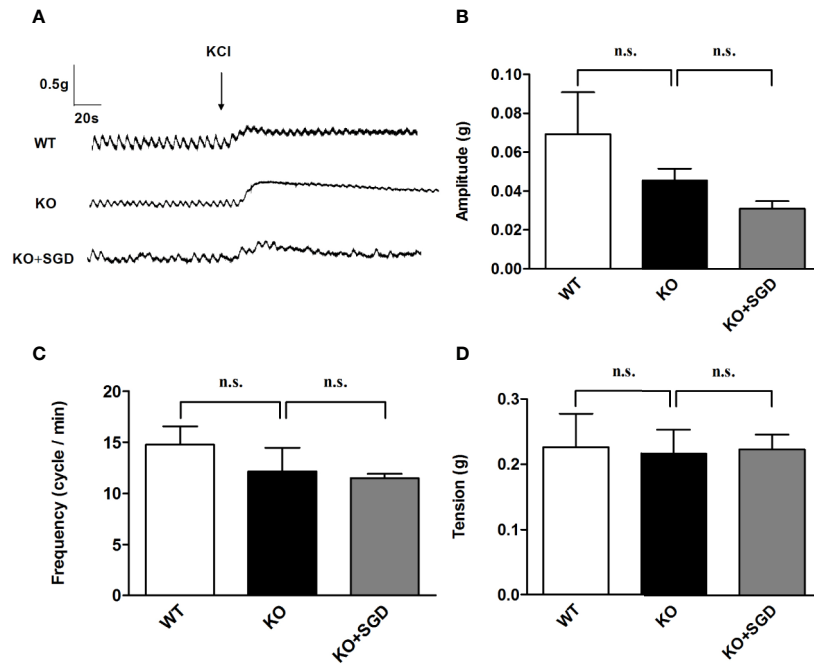 A
KCl
0.5g
20s
WT
KO
KO+SGD
B
n.s. n.s.
Amplitude (g)
0.10
0.08
0.06
0.04
0.02
0.00
WT KO KO+SGD
C
n.s. n.s.
Frequency (cycle / min)
20
15
10
5
0
WT KO KO+SGD
D
n.s. n.s.
Tension (g)
0.3
0.2
0.1
0.0
WT KO KO+SGD